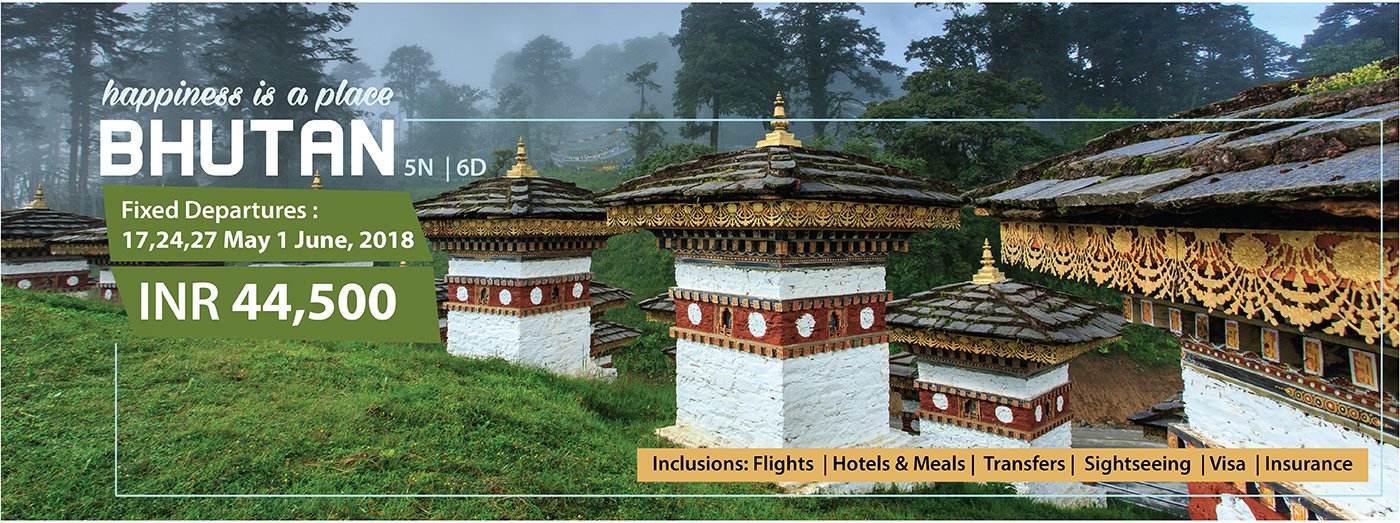 happiness is a place
BHUTAN 5N | 6D
Fixed Departures :
17,24,27 May 1 June, 2018
INR 44,500
Inclusions: Flights | Hotels & Meals | Transfers | Sightseeing | Visa | Insurance